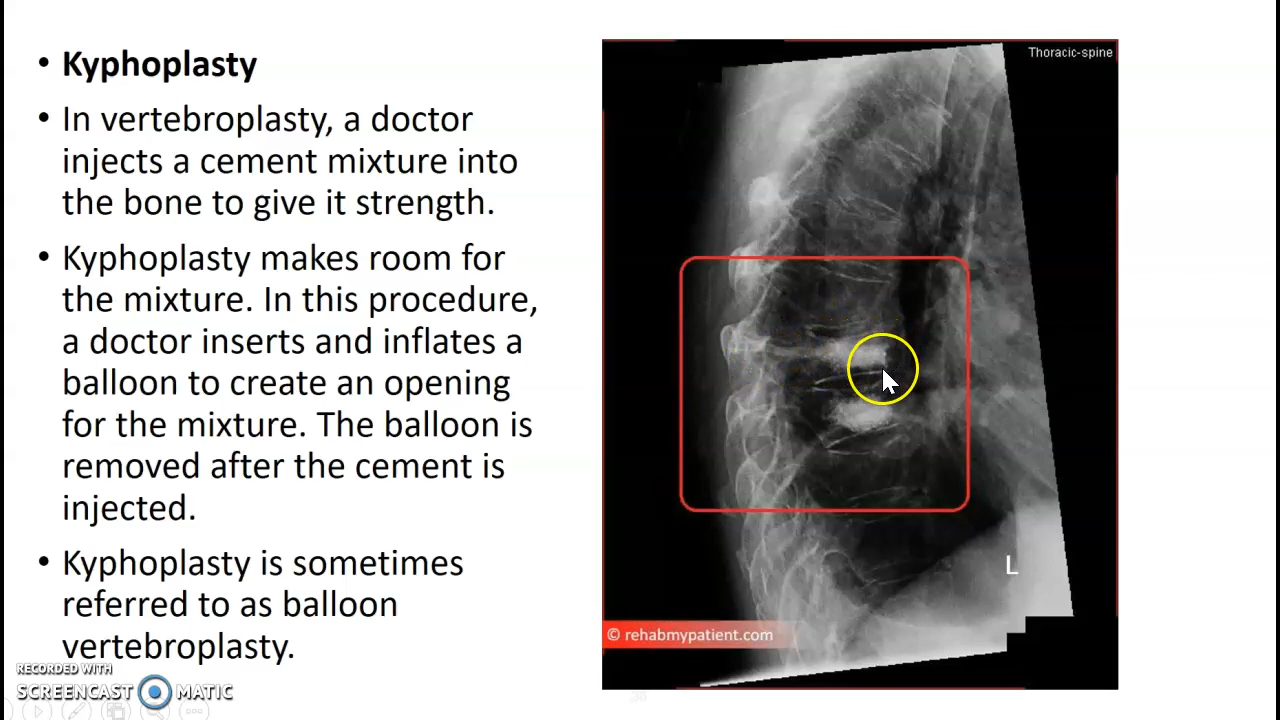 • Kyphoplasty
• In vertebroplasty, a doctor
injects a cement mixture into
the bone to give it strength.
• Kyphoplasty makes room for
the mixture. In this procedure,
a doctor inserts and inflates a
balloon to create an opening
for the mixture. The balloon is
removed after the cement is
injected.
• Kyphoplasty is sometimes
referred to as balloon
vertebroplasty.
Thoracic-spine
L
© rehabmypatient.com
RECORDED WITH
SCREENCAST MATIC